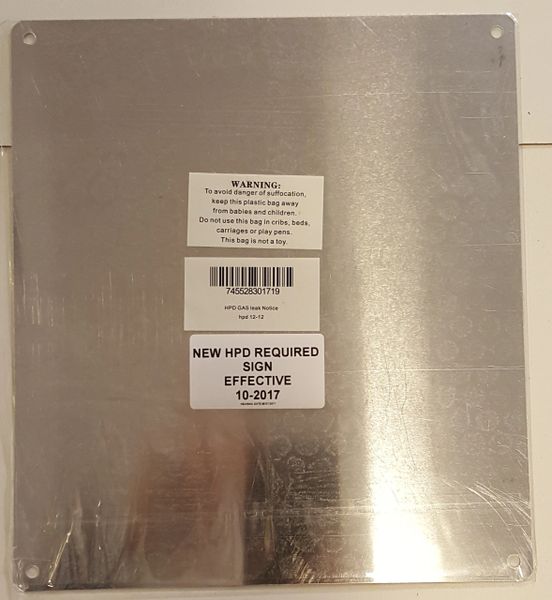 WARNING:
To avoid danger of suffocation,
keep this plastic bag away
from babies and children.
Do not use this bag in cribs, beds,
carriages or play pens.
This bag is not a toy.
745528301719
HPD GAS leak Notice
hpd 12-12
NEW HPD REQUIRED
SIGN
EFFECTIVE
10-2017